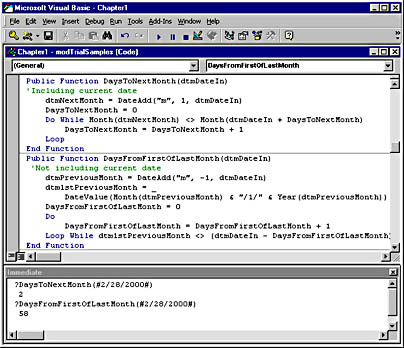 Microsoft Visual Basic - Chapter1
File Edit View Insert Debug Run Tools Add-Ins Window Help
Chapter1 - modTrialSamples (Code)
(General) DaysFromFirstOfLastMonth
Public Function DaysToNextMonth(dtmDateIn)
'Including current date
dtmNextMonth = DateAdd("m", 1, dtmDateIn)
DaysToNextMonth = 0
Do While Month(dtmNextMonth) <> Month(dtmDateIn + DaysToNextMonth)
DaysToNextMonth = DaysToNextMonth + 1
Loop
End Function
Public Function DaysFromFirstOfLastMonth(dtmDateIn)
'Not including current date
dtmPreviousMonth = DateAdd("m", -1, dtmDateIn)
dtm1stPreviousMonth = _
DateValue(Month(dtmPreviousMonth) & "/1/" & Year(dtmPreviousMonth))
DaysFromFirstOfLastMonth = 0
Do
DaysFromFirstOfLastMonth = DaysFromFirstOfLastMonth + 1
Loop While dtm1stPreviousMonth <> (dtmDateIn - DaysFromFirstOfLastMonth)
End Function
Immediate
?DaysToNextMonth(#2/28/2000#)
2
?DaysFromFirstOfLastMonth(#2/28/2000#)
58